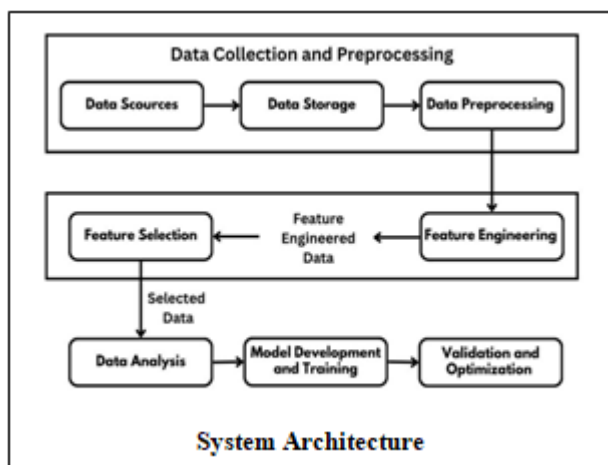 Data Collection and Preprocessing
Data Scources
Data Storage
Data Preprocessing
Feature Selection
Feature
Engineered
Data
Feature Engineering
Selected
Data
Data Analysis
Model Development
and Training
Validation and
Optimization
System Architecture